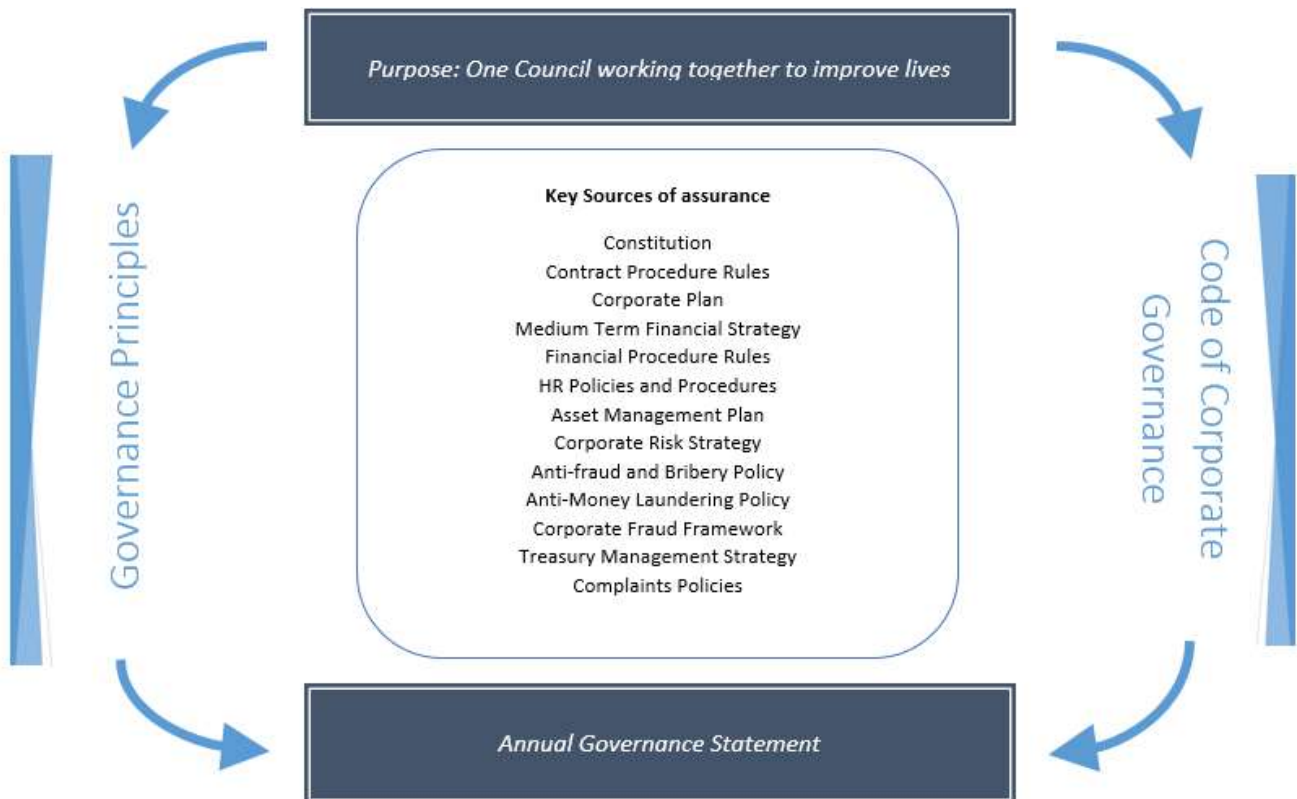 Purpose: One Council working together to improve lives
Governance Principles
Key Sources of assurance
Constitution
Contract Procedure Rules
Corporate Plan
Medium Term Financial Strategy
Financial Procedure Rules
HR Policies and Procedures
Asset Management Plan
Corporate Risk Strategy
Anti-fraud and Bribery Policy
Anti-Money Laundering Policy
Corporate Fraud Framework
Treasury Management Strategy
Complaints Policies
Code of Corporate
Governance
Annual Governance Statement